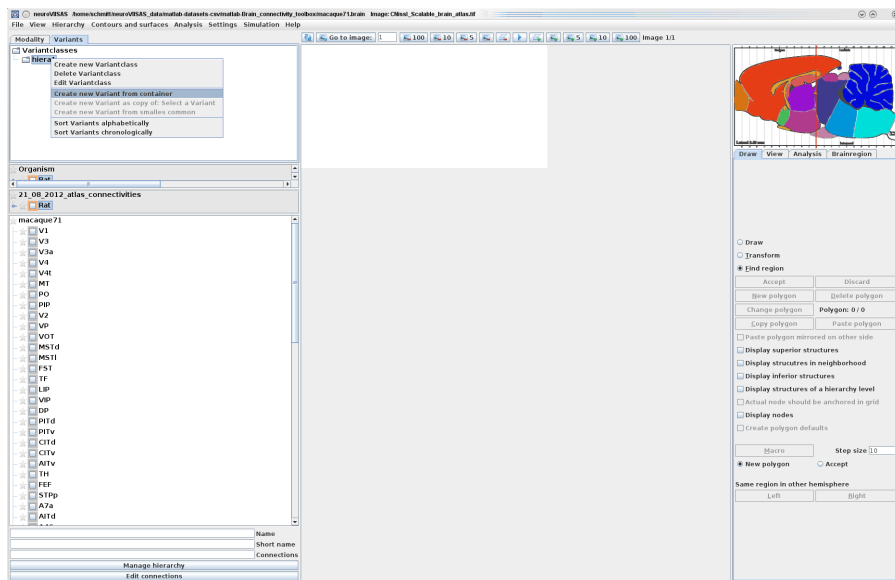 neuroVIISAS /home/schmitt/neuroVIISAS_data/matlab-datasets-csv/matlab-Brain_connectivity_toolbox/macaque71.brain Image: CNissl_Scalable_brain_atlas.tif
File View Hierarchy Contours and surfaces Analysis Settings Simulation Help
Modality Variants
Go to image: 1 100 10 5 5 10 100 Image 1/1
Variantclasses
Create new Variantclass
Delete Variantclass
Edit Variantclass
Create new Variant from container
Create new Variant as copy of: Select a Variant
Create new Variant from smalles common
Sort Variants alphabetically
Sort Variants chronologically
Organism
Rat
21_08_2012_atlas_connectivities
Rat
macaque71
V1
V3
V3a
V4
V4t
MT
PO
PIP
V2
VP
VOT
MSTd
MSTl
FST
TF
LIP
VIP
DP
PITd
PITv
CITd
CITv
AITv
TH
FEF
STPp
A7a
AITd
Name
Short name
Connections
Manage hierarchy
Edit connections
Draw View Analysis Brainregion
Draw
Transform
Find region
Accept Discard
New polygon Delete polygon
Change polygon Polygon: 0 / 0
Copy polygon Paste polygon
Paste polygon mirrored on other side
Display superior structures
Display strucutres in neighborhood
Display inferior structures
Display structures of a hierarchy level
Actual node should be anchored in grid
Display nodes
Create polygon defaults
Macro Step size 10
New polygon Accept
Same region in other hemisphere
Left Right